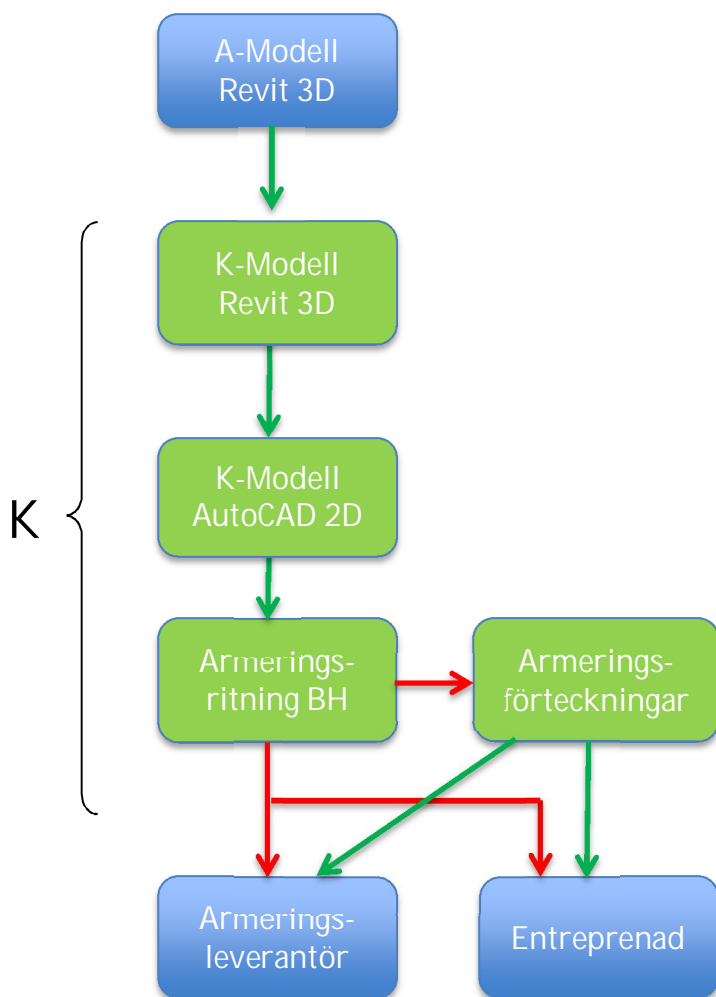 A-Modell
Revit 3D
K-Modell
Revit 3D
K
K-Modell
AutoCAD 2D
Armerings-
ritning BH
Armerings-
förteckningar
Armerings-
leverantör
Entreprenad